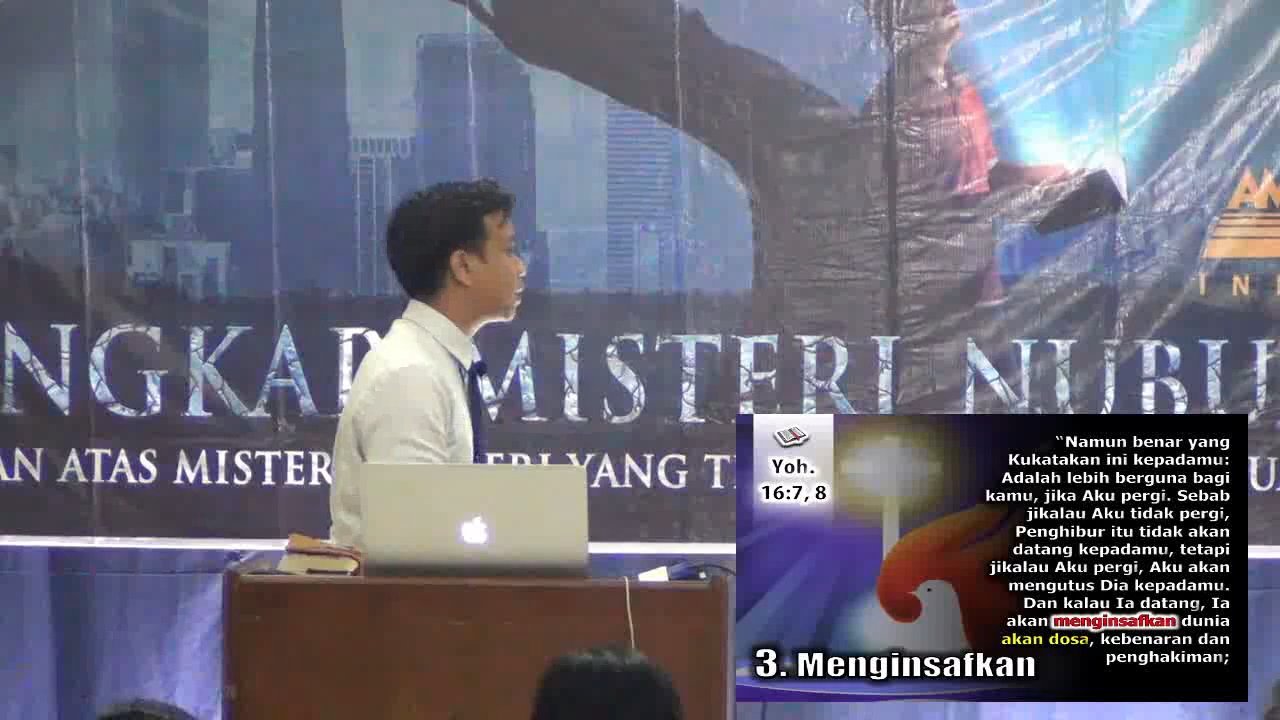 AM
INI
NGKAP MISTERI NUBU
AN ATAS MISTER
YANG T
Yoh.
16:7, 8
“Namun benar yang
Kukatakan ini kepadamu:
Adalah lebih berguna bagi
kamu, jika Aku pergi. Sebab
jikalau Aku tidak pergi,
Penghibur itu tidak akan
datang kepadamu, tetapi
jikalau Aku pergi, Aku akan
mengutus Dia kepadamu.
Dan kalau Ia datang, Ia
akan menginsafkan dunia
akan dosa, kebenaran dan
penghakiman;
3. Menginsafkan